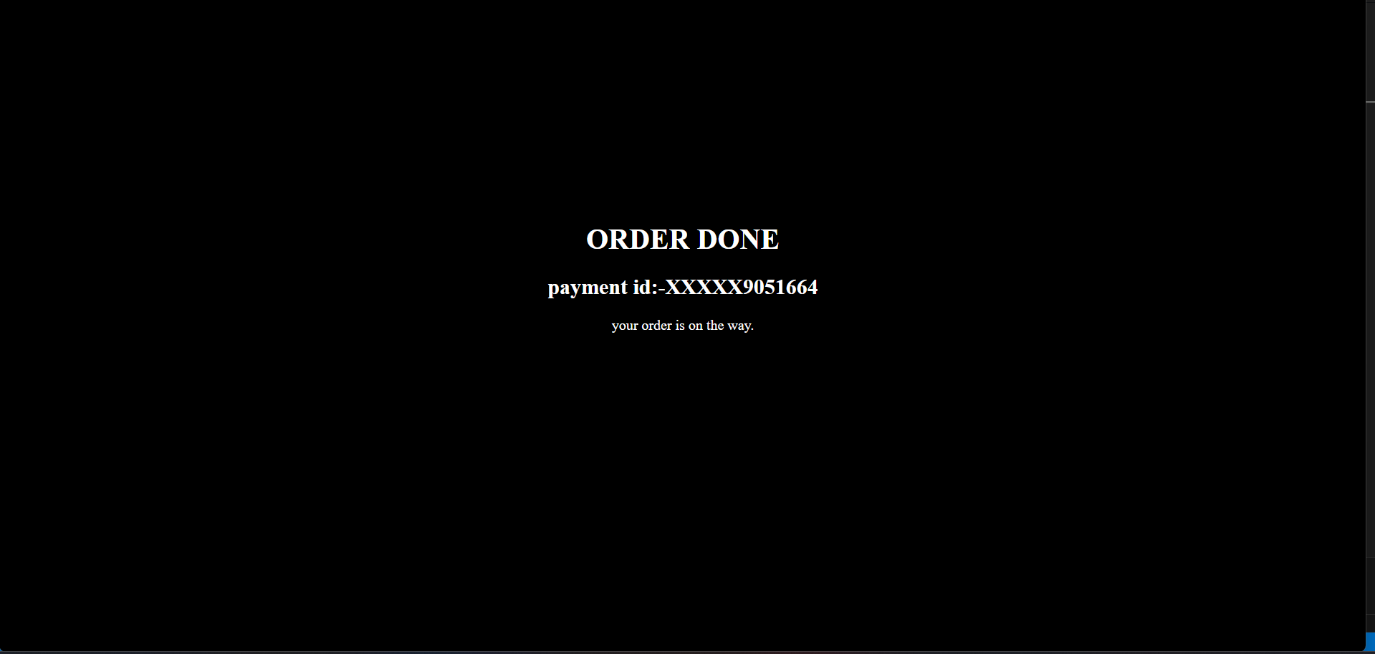 ORDER DONE
payment id:-XXXXX9051664
your order is on the way.